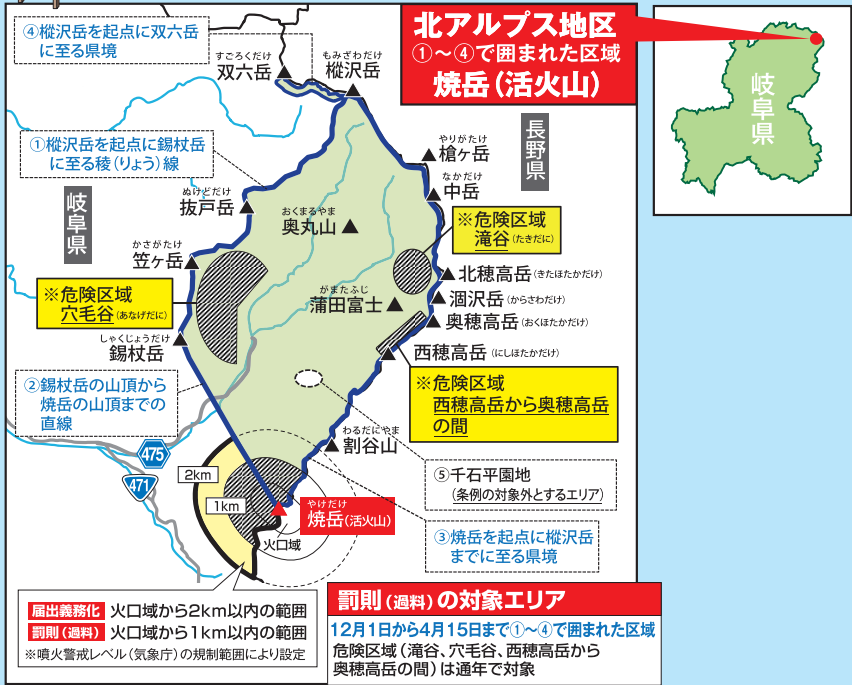 ④樅沢岳を起点に双六岳
に至る県境
北アルプス地区
①〜④で囲まれた区域
焼岳(活火山)
岐阜県
すごろくだけ
双六岳
もみざわだけ
樅沢岳
①樅沢岳を起点に錫杖岳
に至る稜(りょう)線
長野県
やりがたけ
槍ヶ岳
なかだけ
中岳
岐阜県
ぬけどだけ
抜戸岳
おくまるやま
奥丸山
※危険区域
滝谷(たきだに)
かさがたけ
笠ヶ岳
北穂高岳(きたほたかだけ)
※危険区域
穴毛谷(あなげだに)
がまたふじ
蒲田富士
涸沢岳(からさわだけ)
奥穂高岳(おくほたかだけ)
しゃくじょうだけ
錫杖岳
西穂高岳(にしほたかだけ)
②錫杖岳の山頂から
焼岳の山頂までの
直線
※危険区域
西穂高岳から奥穂高岳
の間
わるだにやま
割谷山
475
471
2km
1km
⑤千石平園地
(条例の対象外とするエリア)
やけだけ
焼岳(活火山)
火口域
③焼岳を起点に樅沢岳
までに至る県境
届出義務化 火口域から2km以内の範囲
罰則(過料) 火口域から1km以内の範囲
※噴火警戒レベル(気象庁)の規制範囲により設定
罰則(過料)の対象エリア
12月1日から4月15日まで①〜④で囲まれた区域
危険区域(滝谷、穴毛谷、西穂高岳から
奥穂高岳の間)は通年で対象